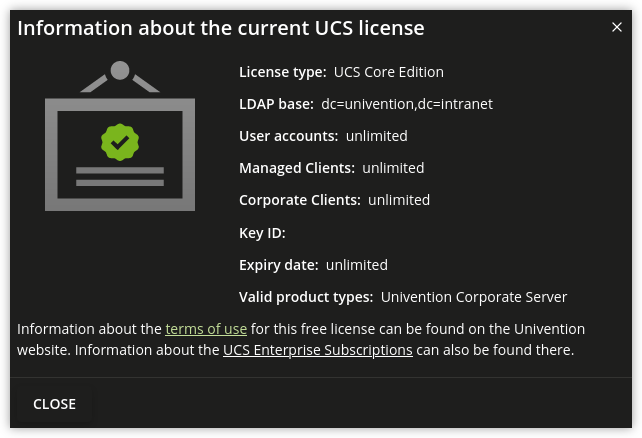 Information about the current UCS license
License type: UCS Core Edition
LDAP base: dc=univention,dc=intranet
User accounts: unlimited
Managed Clients: unlimited
Corporate Clients: unlimited
Key ID:
Expiry date: unlimited
Valid product types: Univention Corporate Server
Information about the terms of use for this free license can be found on the Univention
website. Information about the UCS Enterprise Subscriptions can also be found there.
CLOSE